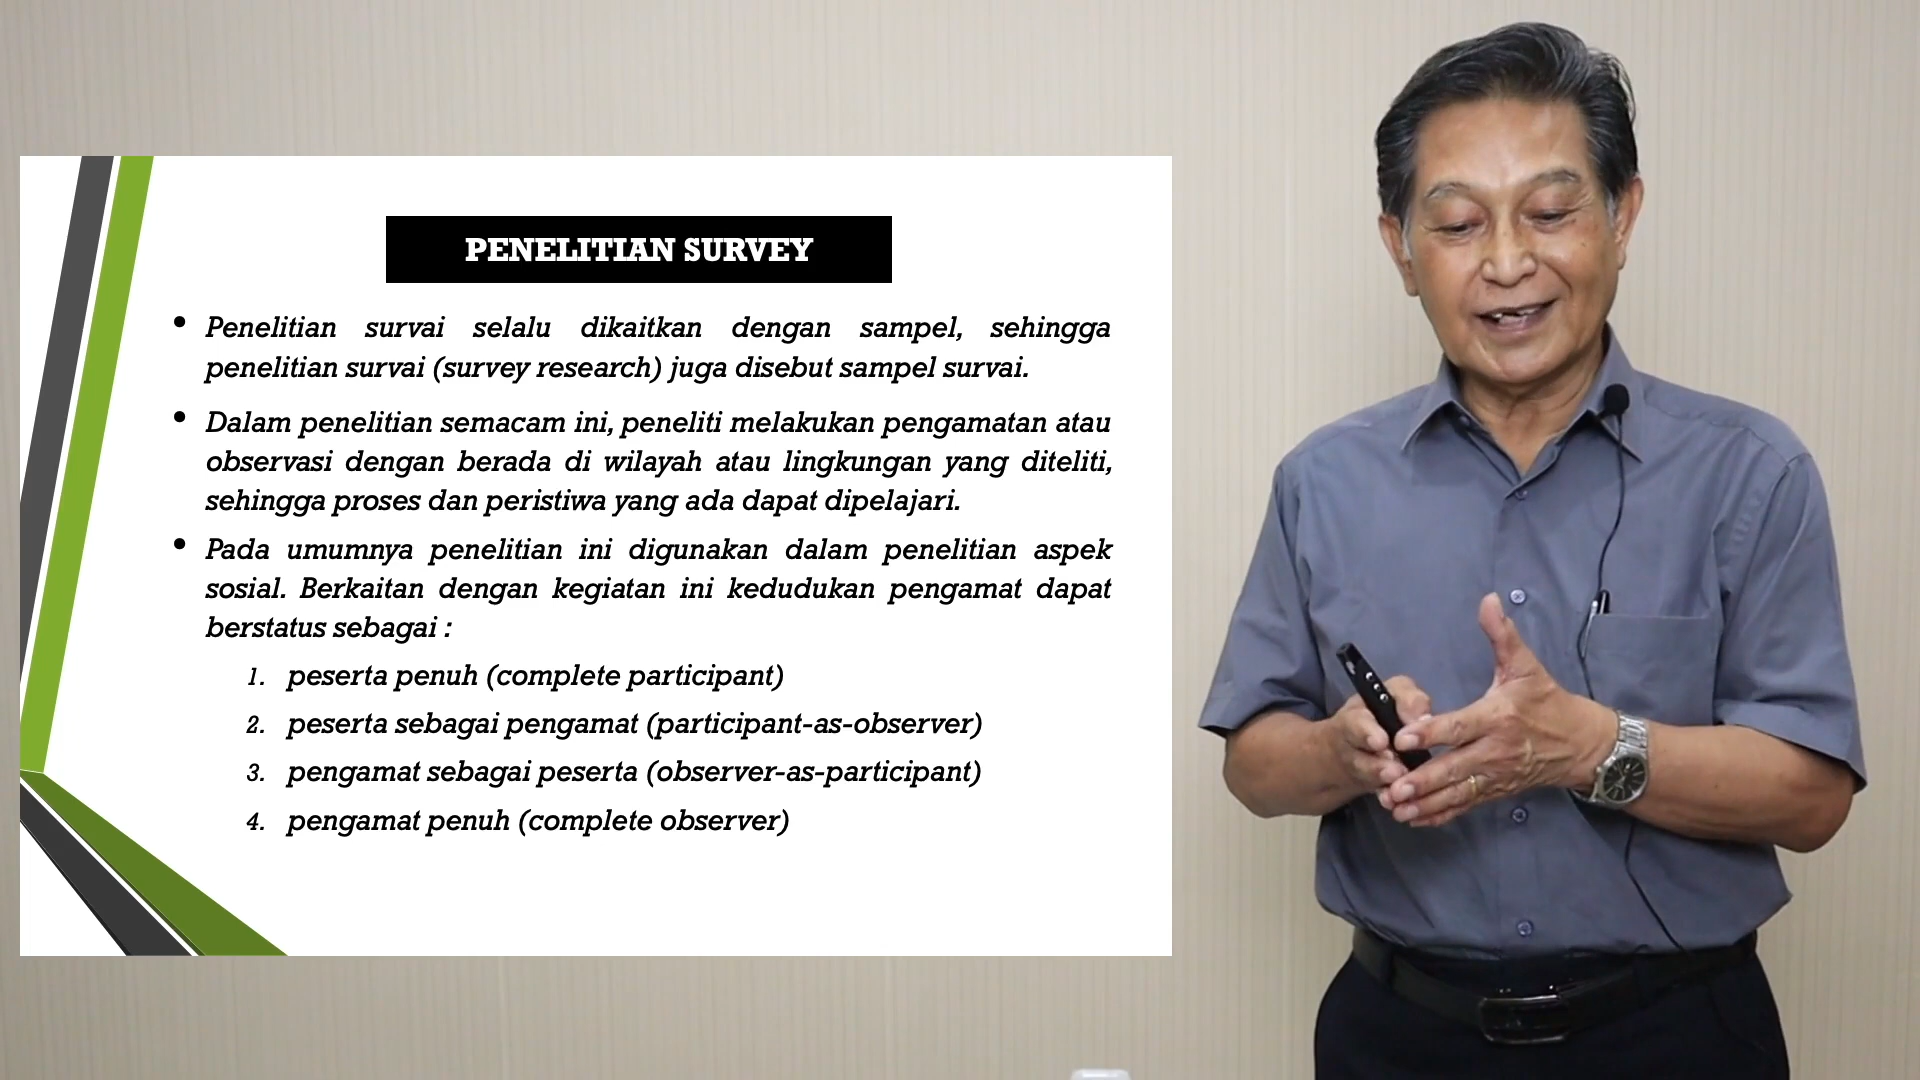 PENELITIAN SURVEY
• Penelitian survai selalu dikaitkan dengan sampel, sehingga
penelitian survai (survey research) juga disebut sampel survai.
• Dalam penelitian semacam ini, peneliti melakukan pengamatan atau
observasi dengan berada di wilayah atau lingkungan yang diteliti,
sehingga proses dan peristiwa yang ada dapat dipelajari.
• Pada umumnya penelitian ini digunakan dalam penelitian aspek
sosial. Berkaitan dengan kegiatan ini kedudukan pengamat dapat
berstatus sebagai :
1. peserta penuh (complete participant)
2. peserta sebagai pengamat (participant-as-observer)
3. pengamat sebagai peserta (observer-as-participant)
4. pengamat penuh (complete observer)